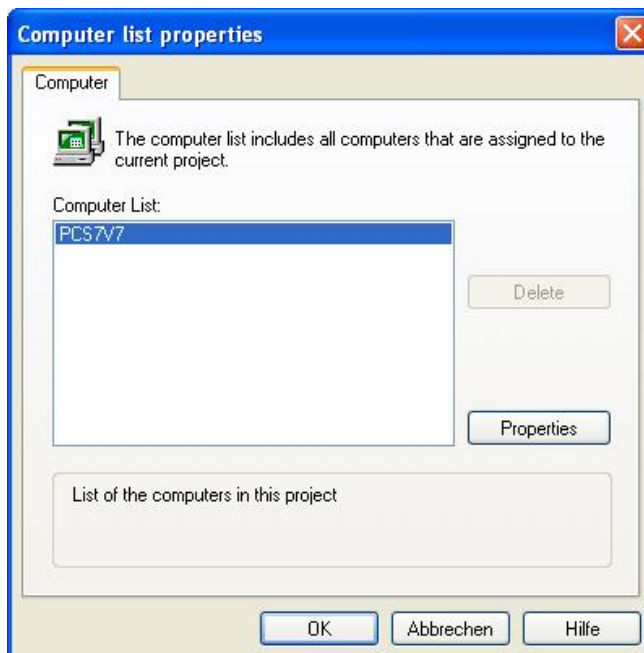 Computer list properties
Computer
The computer list includes all computers that are assigned to the
current project.
Computer List:
PCS7V7
Delete
Properties
List of the computers in this project
OK
Abbrechen
Hilfe